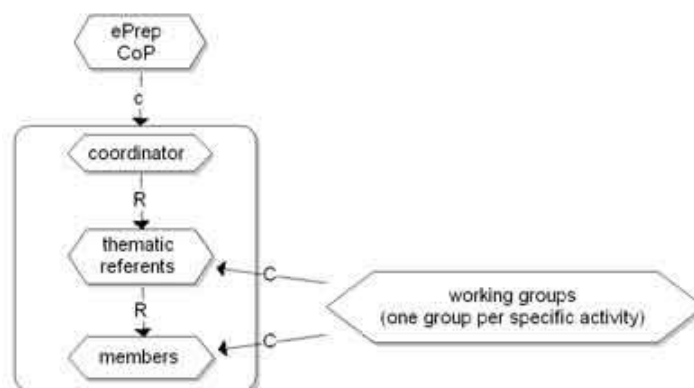 ePrep
CoP
c
coordinator
R
thematic
referents
C
R
working groups
(one group per specific activity)
C
members